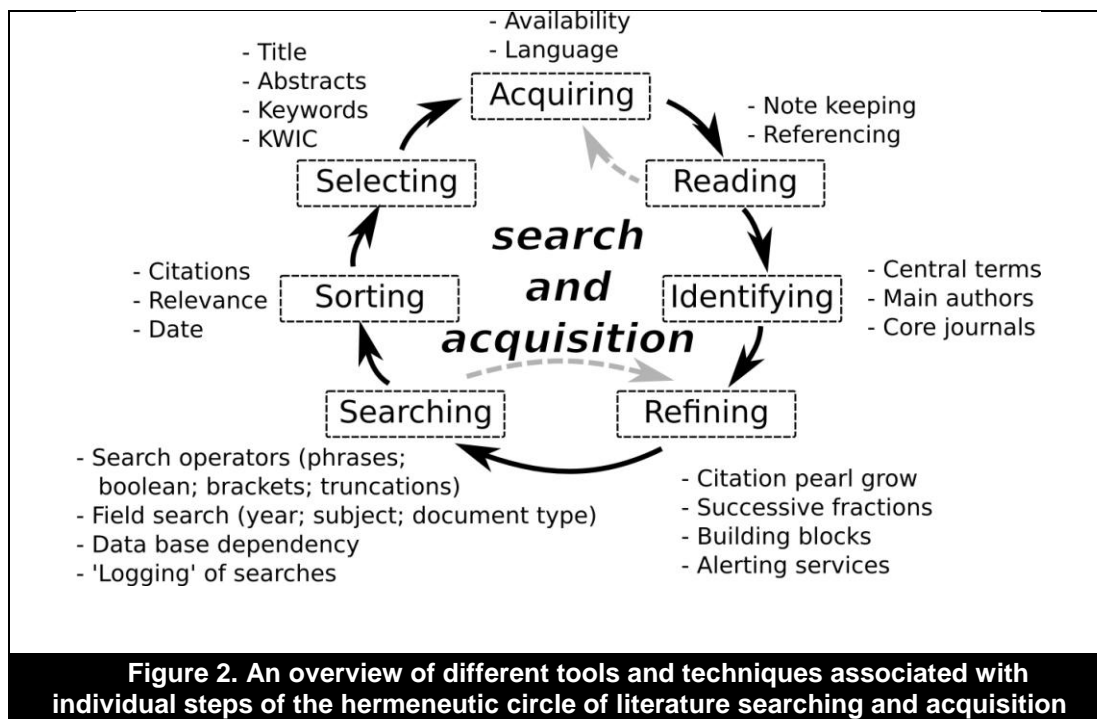 - Availability
- Language
Acquiring
- Title
- Abstracts
- Keywords
- KWIC
Selecting
- Note keeping
- Referencing
Reading
search
and
acquisition
- Citations
- Relevance
- Date
Sorting
Identifying
- Central terms
- Main authors
- Core journals
Searching
Refining
- Search operators (phrases;
boolean; brackets; truncations)
- Field search (year; subject; document type)
- Data base dependency
- 'Logging' of searches
- Citation pearl grow
- Successive fractions
- Building blocks
- Alerting services
Figure 2. An overview of different tools and techniques associated with
individual steps of the hermeneutic circle of literature searching and acquisition